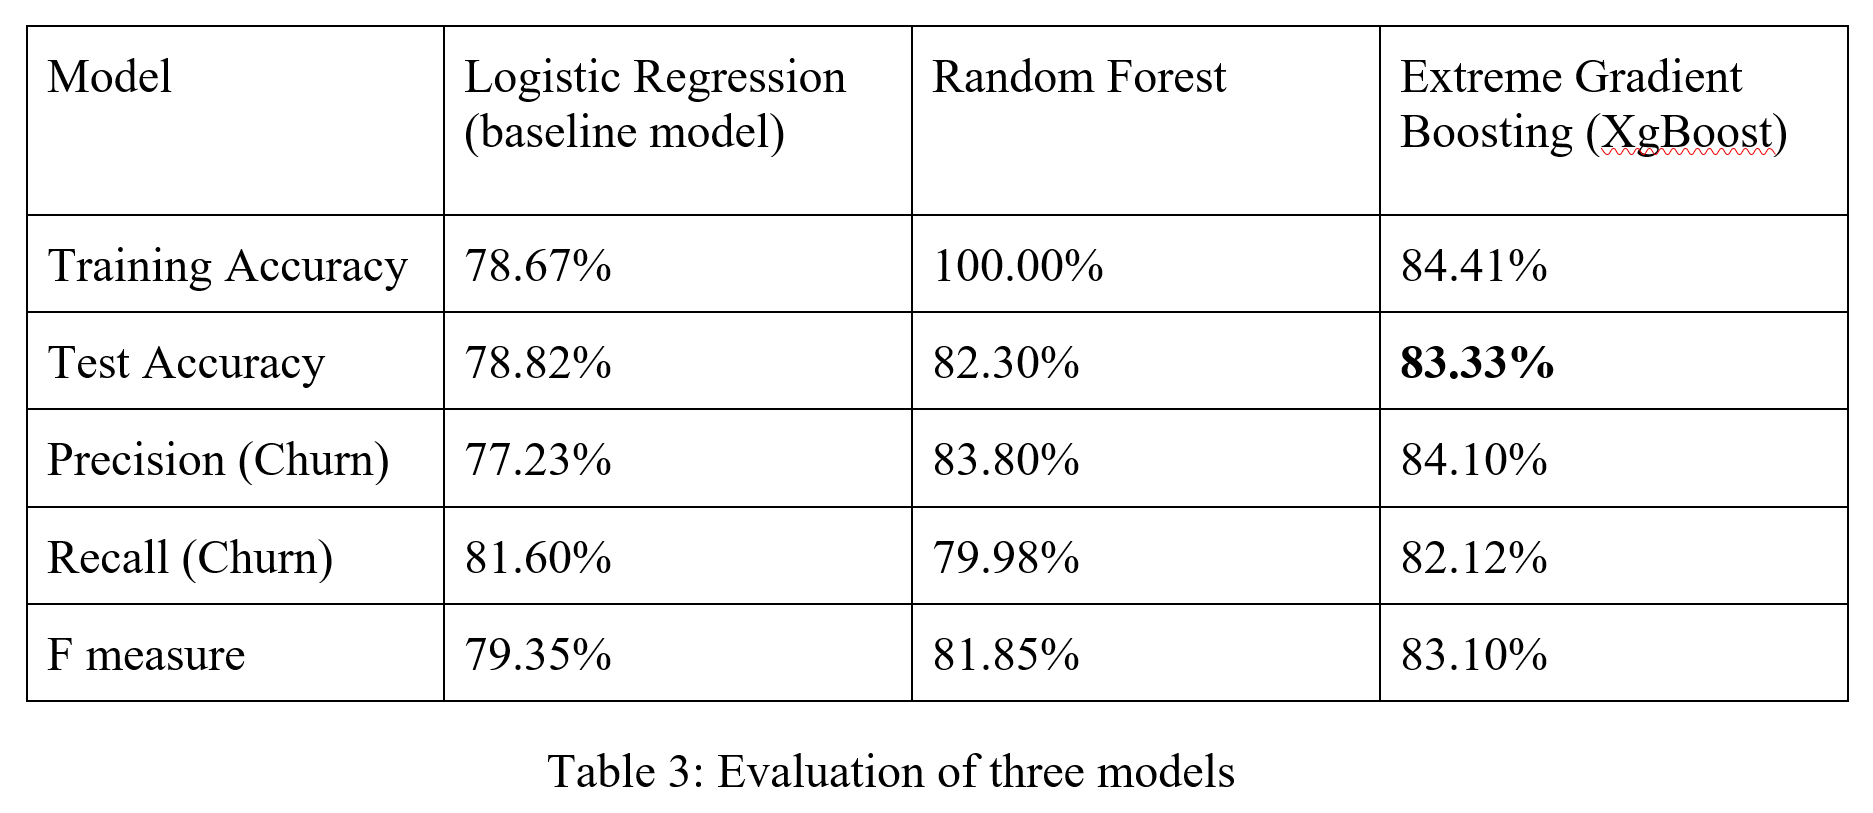 Model Logistic Regression Random Forest Extreme Gradient
(baseline model) Boosting (XgBoost)
Training Accuracy 78.67% 100.00% 84.41%
Test Accuracy 78.82% 82.30% 83.33%
Precision (Churn) 77.23% 83.80% 84.10%
Recall (Churn) 81.60% 79.98% 82.12%
F measure 79.35% 81.85% 83.10%
Table 3: Evaluation of three models